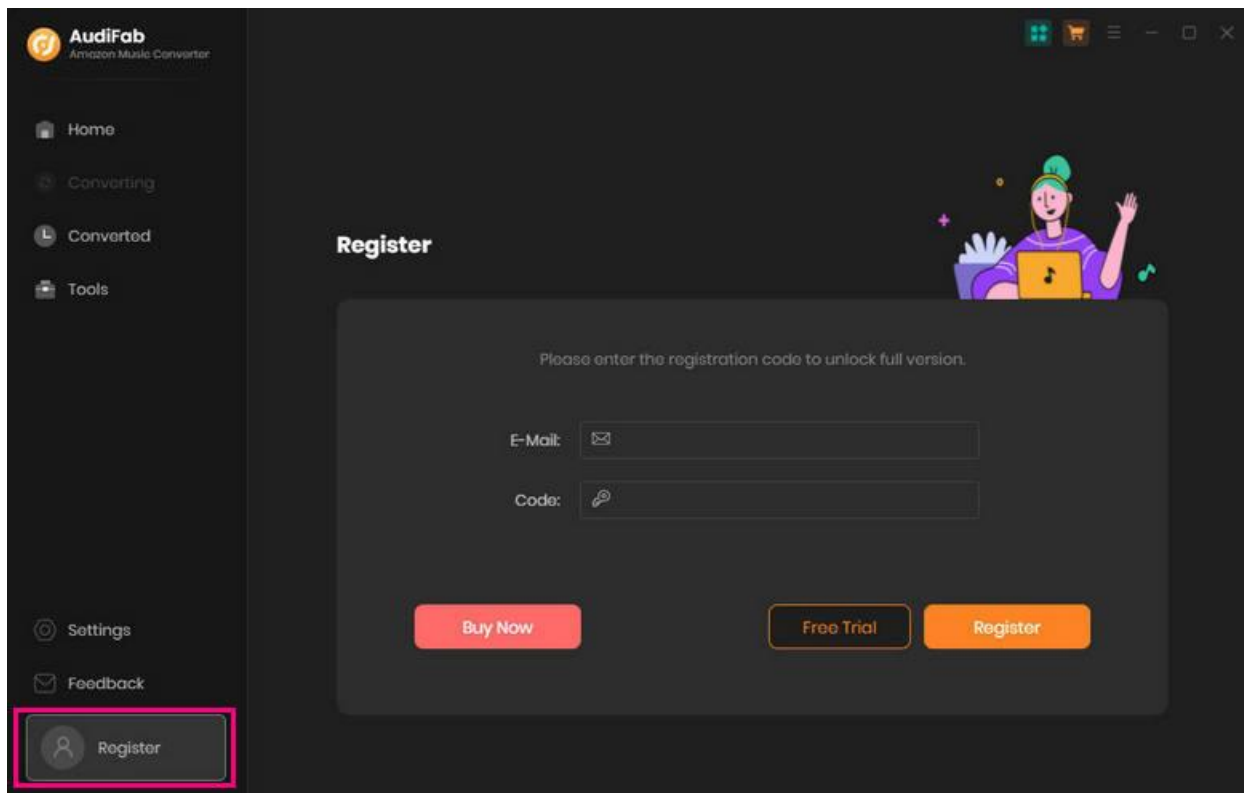 AudiFab
Amazon Music Converter
Home
Converting
Converted
Tools
Settings
Feedback
Register
Register
Please enter the registration code to unlock full version.
E-Mail:
Code:
Buy Now
Free Trial
Register